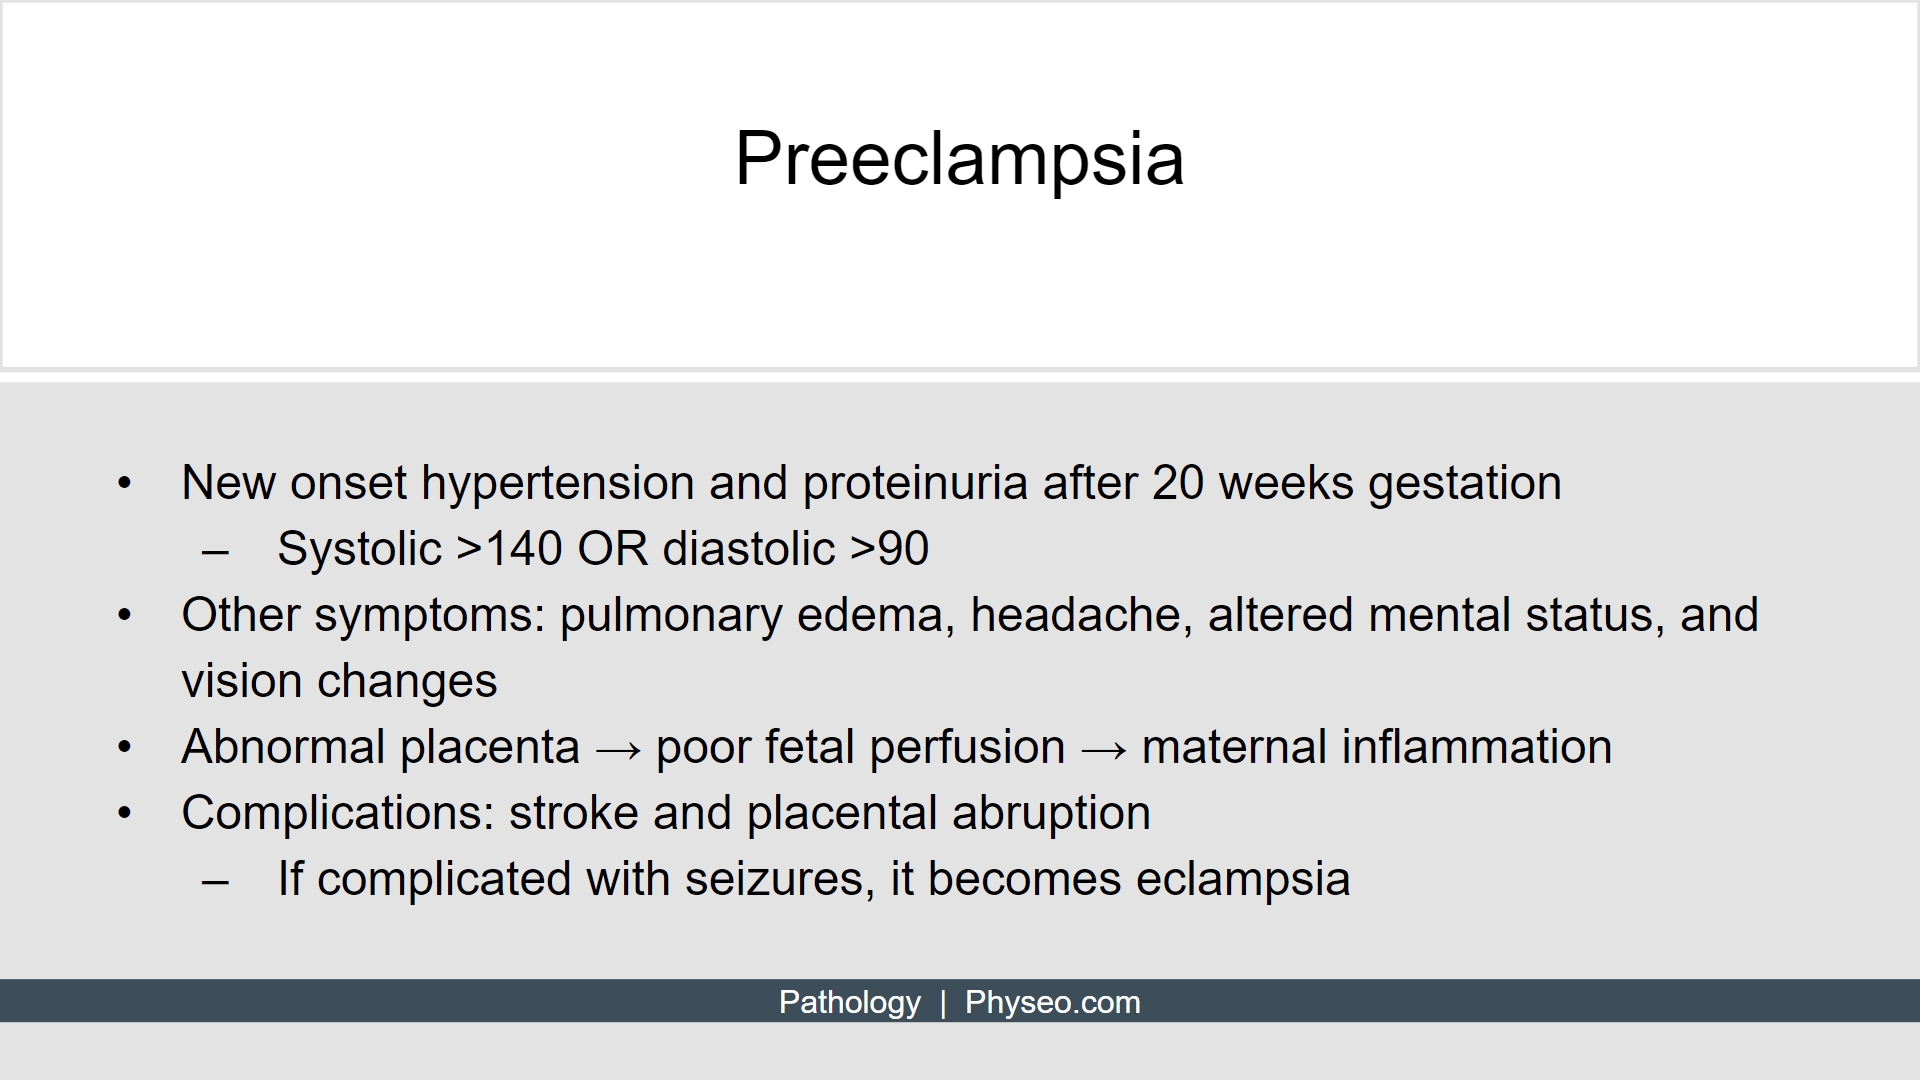 Preeclampsia
• New onset hypertension and proteinuria after 20 weeks gestation
– Systolic >140 OR diastolic >90
• Other symptoms: pulmonary edema, headache, altered mental status, and
vision changes
• Abnormal placenta → poor fetal perfusion → maternal inflammation
• Complications: stroke and placental abruption
– If complicated with seizures, it becomes eclampsia
Pathology | Physeo.com